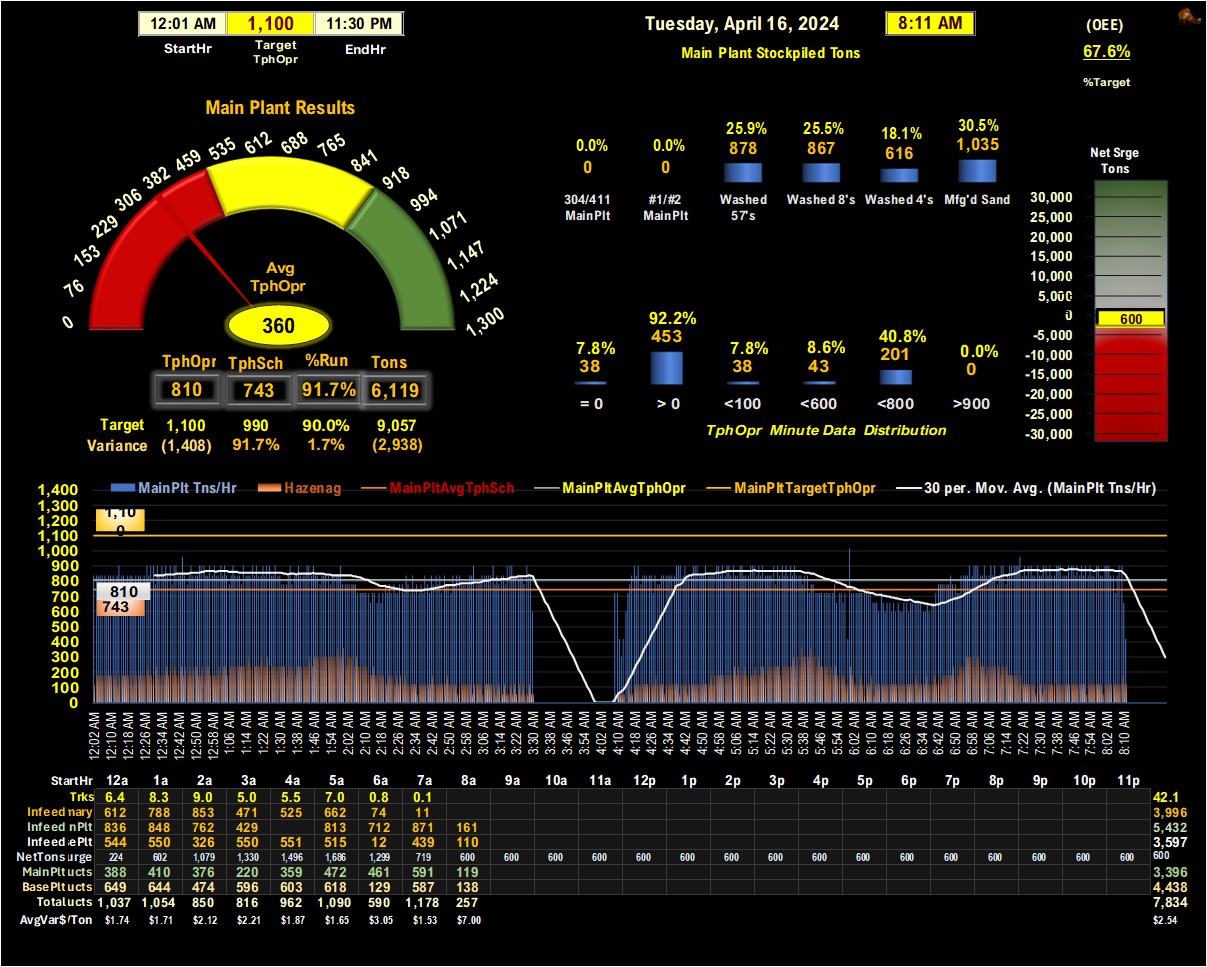 12:01 AM 1,100 11:30 PM
StartHr Target TphOpr EndHr
Tuesday, April 16, 2024 8:11 AM
Main Plant Stockpiled Tons
(OEE)
67.6%
%Target
Main Plant Results
0 76 153 229 306 382 459 535 612 688 765 841 918 994 1,071 1,147 1,224 1,300
Avg
TphOpr
360
TphOpr TphSch %Run Tons
810 743 91.7% 6,119
Target 1,100 990 90.0% 9,057
Variance (1,408) 91.7% 1.7% (2,938)
0.0% 0.0% 25.9% 25.5% 18.1% 30.5%
0 0 878 867 616 1,035
304/411 #1/#2 Washed Washed 8's Washed 4's Mfg'd Sand
MainPlt MainPlt 57's
7.8% 92.2% 7.8% 8.6% 40.8% 0.0%
38 453 38 43 201 0
= 0 > 0 <100 <600 <800 >900
TphOpr Minute Data Distribution
Net Srge
Tons
30,000
25,000
20,000
15,000
10,000
5,000
0
600
-5,000
-10,000
-15,000
-20,000
-25,000
-30,000
MainPlt Tns/Hr Hazenag MainPltAvgTphSch MainPltAvgTphOpr MainPltTargetTphOpr 30 per. Mov. Avg. (MainPlt Tns/Hr)
1,400
1,300
1,200
1,100
1,000
900
800
700
600
500
400
300
200
100
0
1,10
0
810
743
12:02 AM 12:10 AM 12:18 AM 12:26 AM 12:34 AM 12:42 AM 12:50 AM 12:58 AM 1:06 AM 1:14 AM 1:22 AM 1:30 AM 1:38 AM 1:46 AM 1:54 AM 2:02 AM 2:10 AM 2:18 AM 2:26 AM 2:34 AM 2:42 AM 2:50 AM 2:58 AM 3:06 AM 3:14 AM 3:22 AM 3:30 AM 3:38 AM 3:46 AM 3:54 AM 4:02 AM 4:10 AM 4:18 AM 4:26 AM 4:34 AM 4:42 AM 4:50 AM 4:58 AM 5:06 AM 5:14 AM 5:22 AM 5:30 AM 5:38 AM 5:46 AM 5:54 AM 6:02 AM 6:10 AM 6:18 AM 6:26 AM 6:34 AM 6:42 AM 6:50 AM 6:58 AM 7:06 AM 7:14 AM 7:22 AM 7:30 AM 7:38 AM 7:46 AM 7:54 AM 8:02 AM 8:10 AM
StartHr 12a 1a 2a 3a 4a 5a 6a 7a 8a 9a 10a 11a 12p 1p 2p 3p 4p 5p 6p 7p 8p 9p 10p 11p
Trks 6.4 8.3 9.0 5.0 5.5 7.0 0.8 0.1 42.1
Infeed mary 612 788 853 471 525 662 74 11 3,996
Infeed nPlt 836 848 762 429 813 712 871 161 5,432
Infeed ePlt 544 550 326 550 551 515 12 439 110 3,597
NetTons urge 224 602 1,079 1,330 1,496 1,686 1,299 719 600 600 600 600 600 600 600 600 600 600 600 600 600 600 600 600 600
MainPlt ucts 388 410 376 220 359 472 461 591 119 3,396
BasePlt ucts 649 644 474 596 603 618 129 587 138 4,438
Total ucts 1,037 1,054 850 816 962 1,090 590 1,178 257 7,834
AvgVar$/Ton $1.74 $1.71 $2.12 $2.21 $1.87 $1.65 $3.05 $1.53 $7.00 $2.54